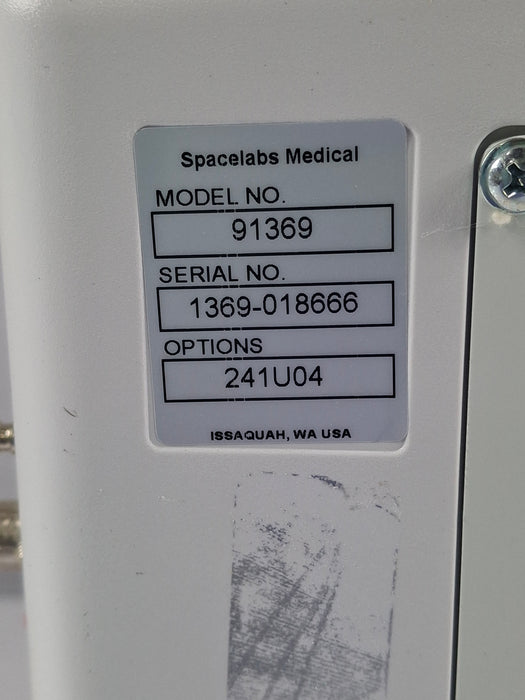 Spacelabs Medical
MODEL NO.
91369
SERIAL NO.
1369-018666
OPTIONS
241U04
ISSAQUAH, WA USA